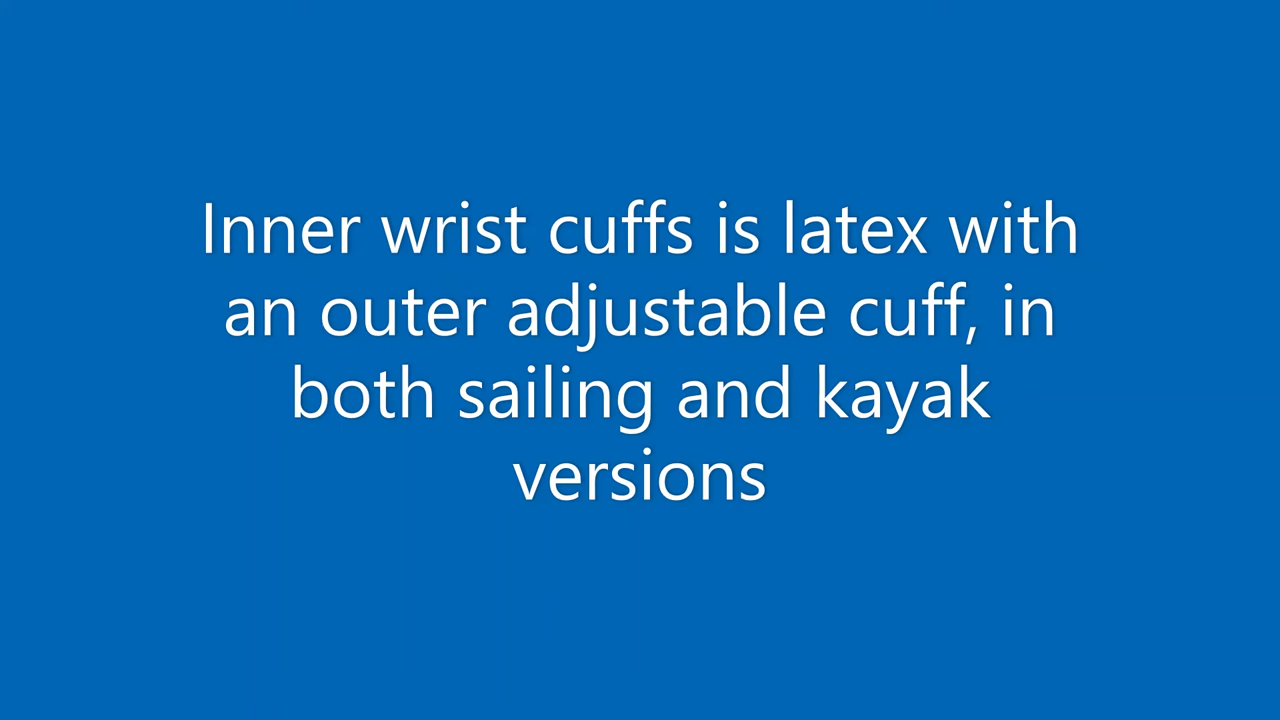 Inner wrist cuffs is latex with
an outer adjustable cuff, in
both sailing and kayak
versions